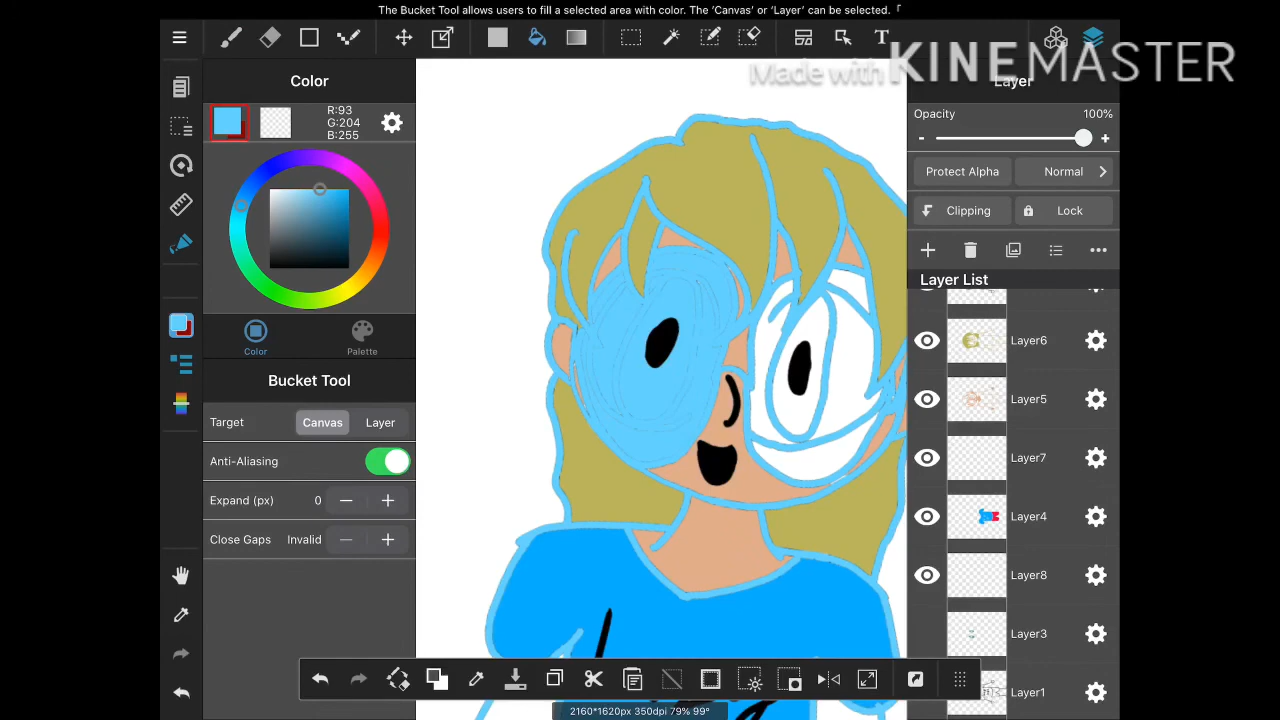 The Bucket Tool allows users to fill a selected area with color. The 'Canvas' or 'Layer' can be selected. 「
Made with KINEMASTER
Color
Layer
R:93
G:204
B:255
Opacity 100%
- +
Protect Alpha Normal
Clipping Lock
Layer List
Color Palette
Bucket Tool
Target Canvas Layer
Anti-Aliasing
Expand (px) 0 - +
Close Gaps Invalid - +
Layer6
Layer5
Layer7
Layer4
Layer8
Layer3
Layer1
2160*1620px 350dpi 79% 99°